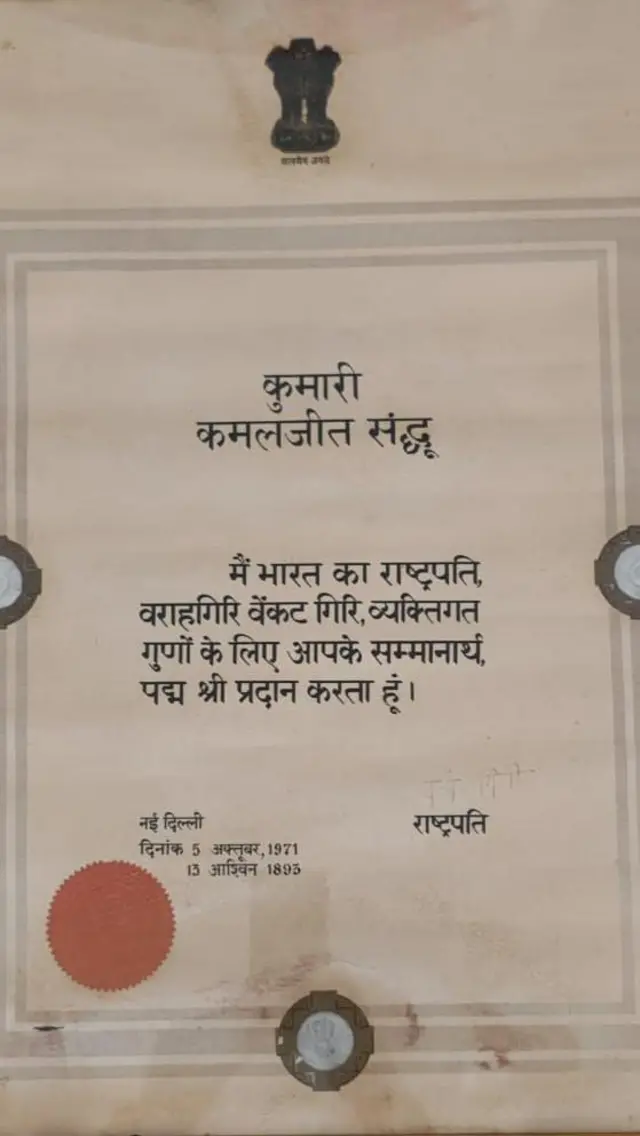 सत्यमेव जयते
कुमारी
कमलजीत संद्धू
मैं भारत का राष्ट्रपति,
वराहगिरि वेंकट गिरि, व्यक्तिगत
गुणों के लिए आपके सम्मानार्थ,
पद्म श्री प्रदान करता हूं।
नई दिल्ली
राष्ट्रपति
दिनांक 5 अक्तूबर, 1971
13 आश्विन 1893